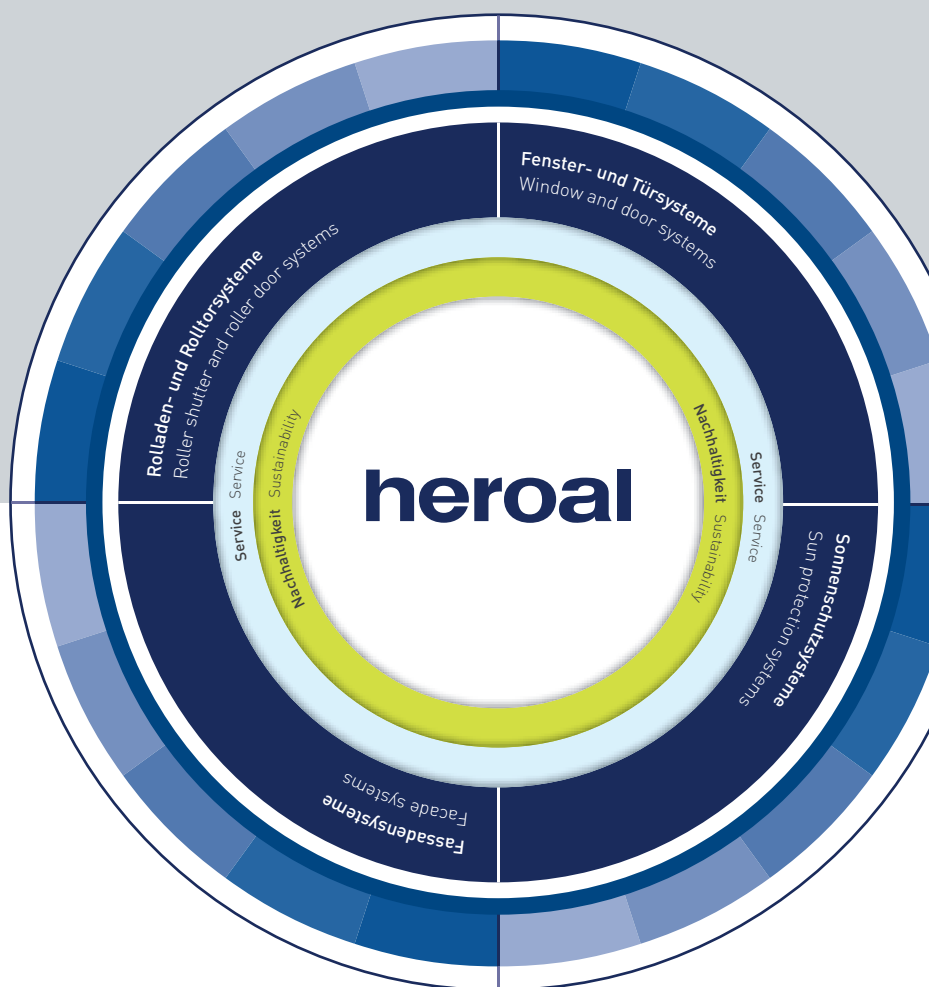 Fenster- und Türsysteme
Window and door systems
Rolladen- und Rolltorsysteme
Roller shutter and roller door systems
Service Service
Nachhaltigkeit Sustainability
heroal
Nachhaltigkeit Sustainability
Service Service
Sonnenschutzsysteme
Sun protection systems
Fassadensysteme
Facade systems